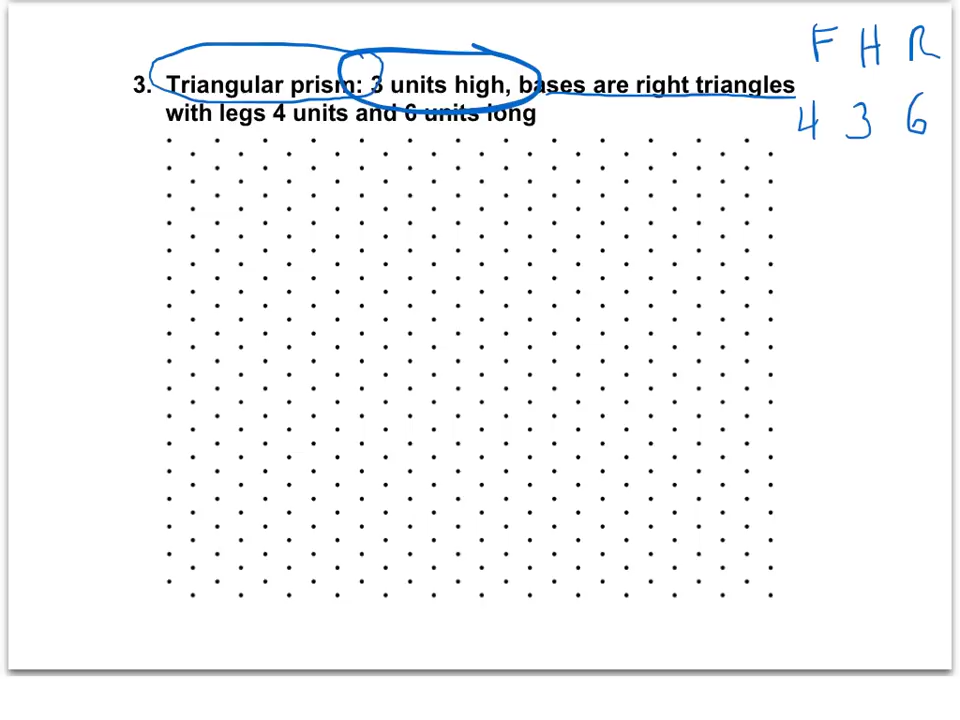 F H R
3. Triangular prism: 3 units high, bases are right triangles
with legs 4 units and 6 units long
4 3 6